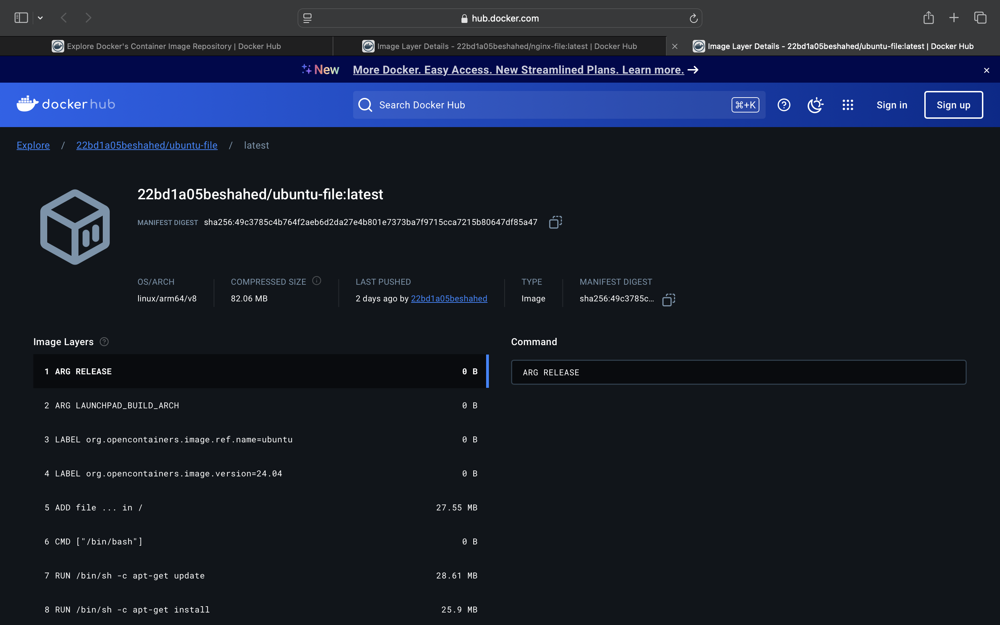 hub.docker.com
Explore Docker's Container Image Repository | Docker Hub
Image Layer Details - 22bd1a05beshahed/nginx-file:latest | Docker Hub
Image Layer Details - 22bd1a05beshahed/ubuntu-file:latest | Docker Hub
New More Docker. Easy Access. New Streamlined Plans. Learn more.
docker hub
Search Docker Hub
⌘+K
Sign in
Sign up
Explore / 22bd1a05beshahed/ubuntu-file / latest
22bd1a05beshahed/ubuntu-file:latest
MANIFEST DIGEST sha256:49c3785c4b764f2aeb6d2da27e4b801e7373ba7f9715cca7215b80647df85a47
OS/ARCH
linux/arm64/v8
COMPRESSED SIZE
82.06 MB
LAST PUSHED
2 days ago by 22bd1a05beshahed
TYPE
Image
MANIFEST DIGEST
sha256:49c3785c...
Image Layers
1 ARG RELEASE 0 B
2 ARG LAUNCHPAD_BUILD_ARCH 0 B
3 LABEL org.opencontainers.image.ref.name=ubuntu 0 B
4 LABEL org.opencontainers.image.version=24.04 0 B
5 ADD file ... in / 27.55 MB
6 CMD ["/bin/bash"] 0 B
7 RUN /bin/sh -c apt-get update 28.61 MB
8 RUN /bin/sh -c apt-get install 25.9 MB
Command
ARG RELEASE